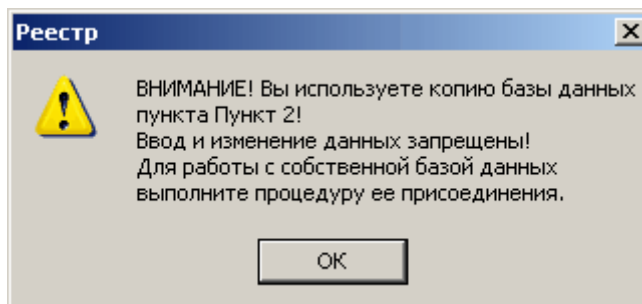 Реестр
ВНИМАНИЕ! Вы используете копию базы данных
пункта Пункт 2!
Ввод и изменение данных запрещены!
Для работы с собственной базой данных
выполните процедуру ее присоединения.
OK